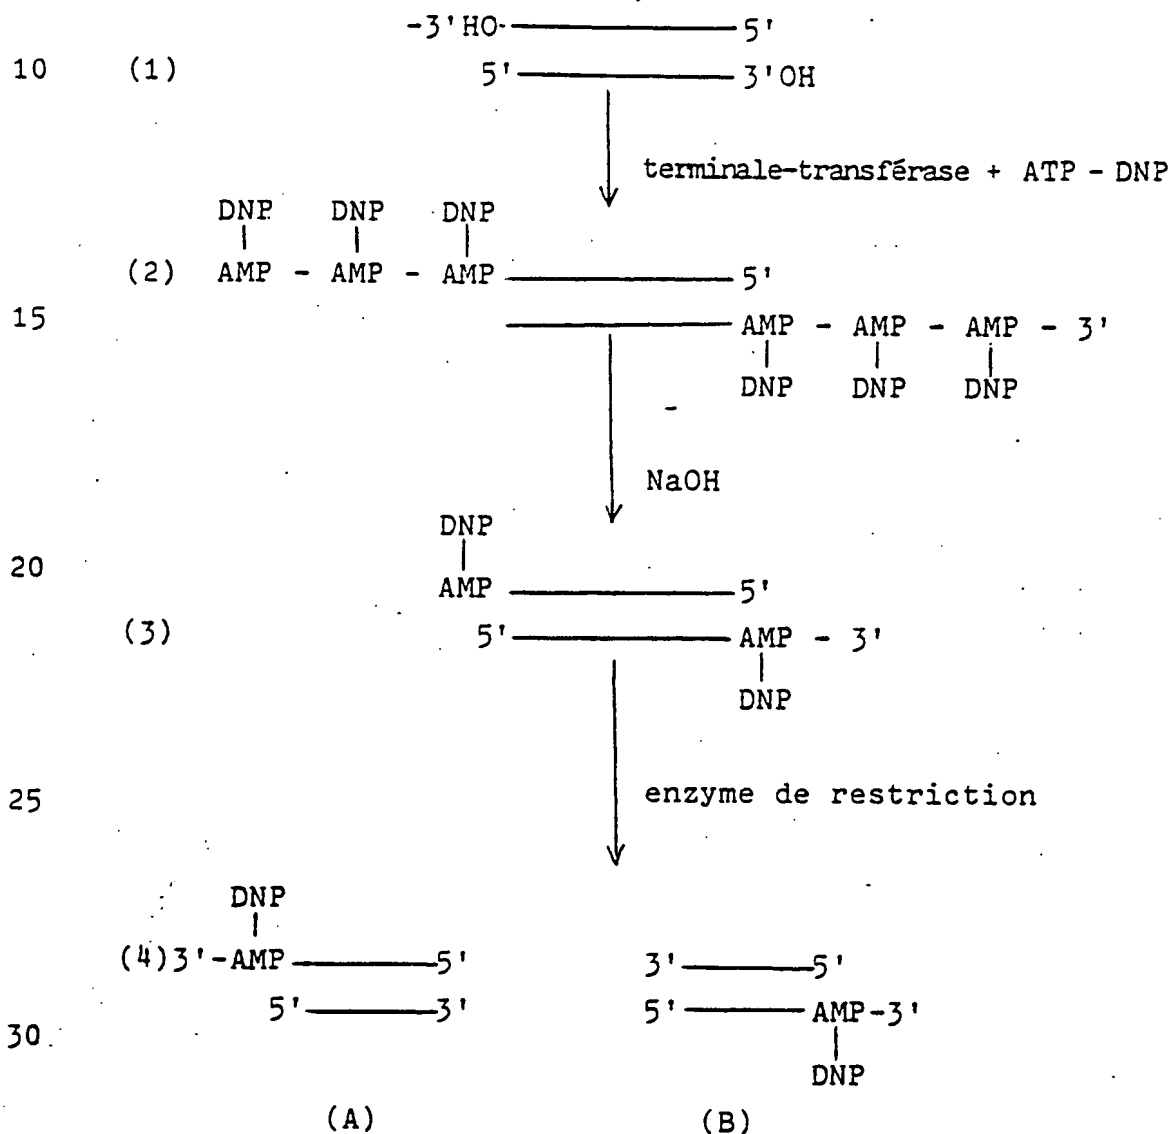 -3'HO- 5'
10 (1) 5' 3'OH
terminale-transférase + ATP - DNP
DNP DNP DNP
(2) AMP - AMP - AMP 5'
15 AMP - AMP - AMP - 3'
DNP DNP DNP
NaOH
DNP
20
AMP 5'
(3) 5' AMP - 3'
DNP
25 enzyme de restriction
DNP
(4) 3'-AMP 5' 3' 5'
5' 3' 5' AMP-3'
30
DNP
(A) (B)